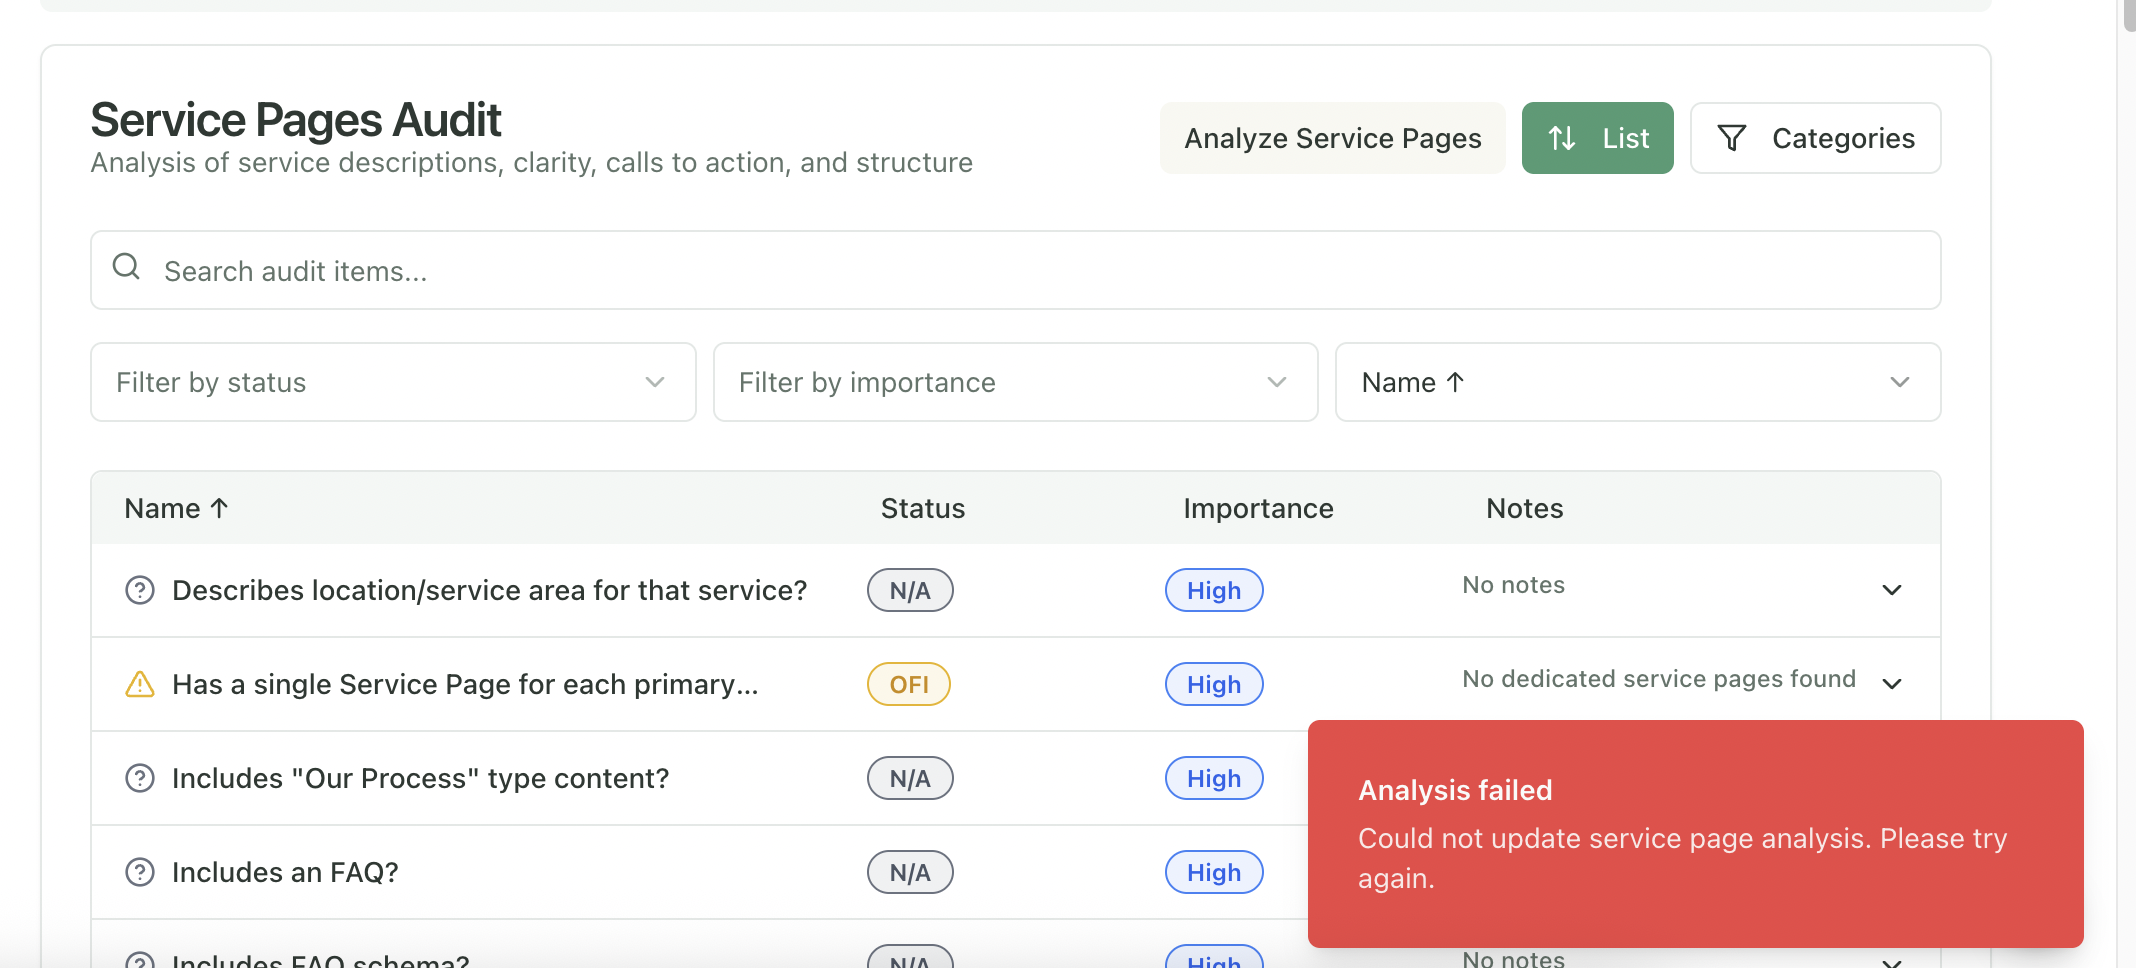 Service Pages Audit
Analysis of service descriptions, clarity, calls to action, and structure
Analyze Service Pages
List
Categories
Search audit items...
Filter by status
Filter by importance
Name ↑
Name ↑ Status Importance Notes
Describes location/service area for that service? N/A High No notes
Has a single Service Page for each primary... OFI High No dedicated service pages found
Includes "Our Process" type content? N/A High
Includes an FAQ? N/A High
Includes FAQ schema? N/A High No notes
Analysis failed
Could not update service page analysis. Please try
again.